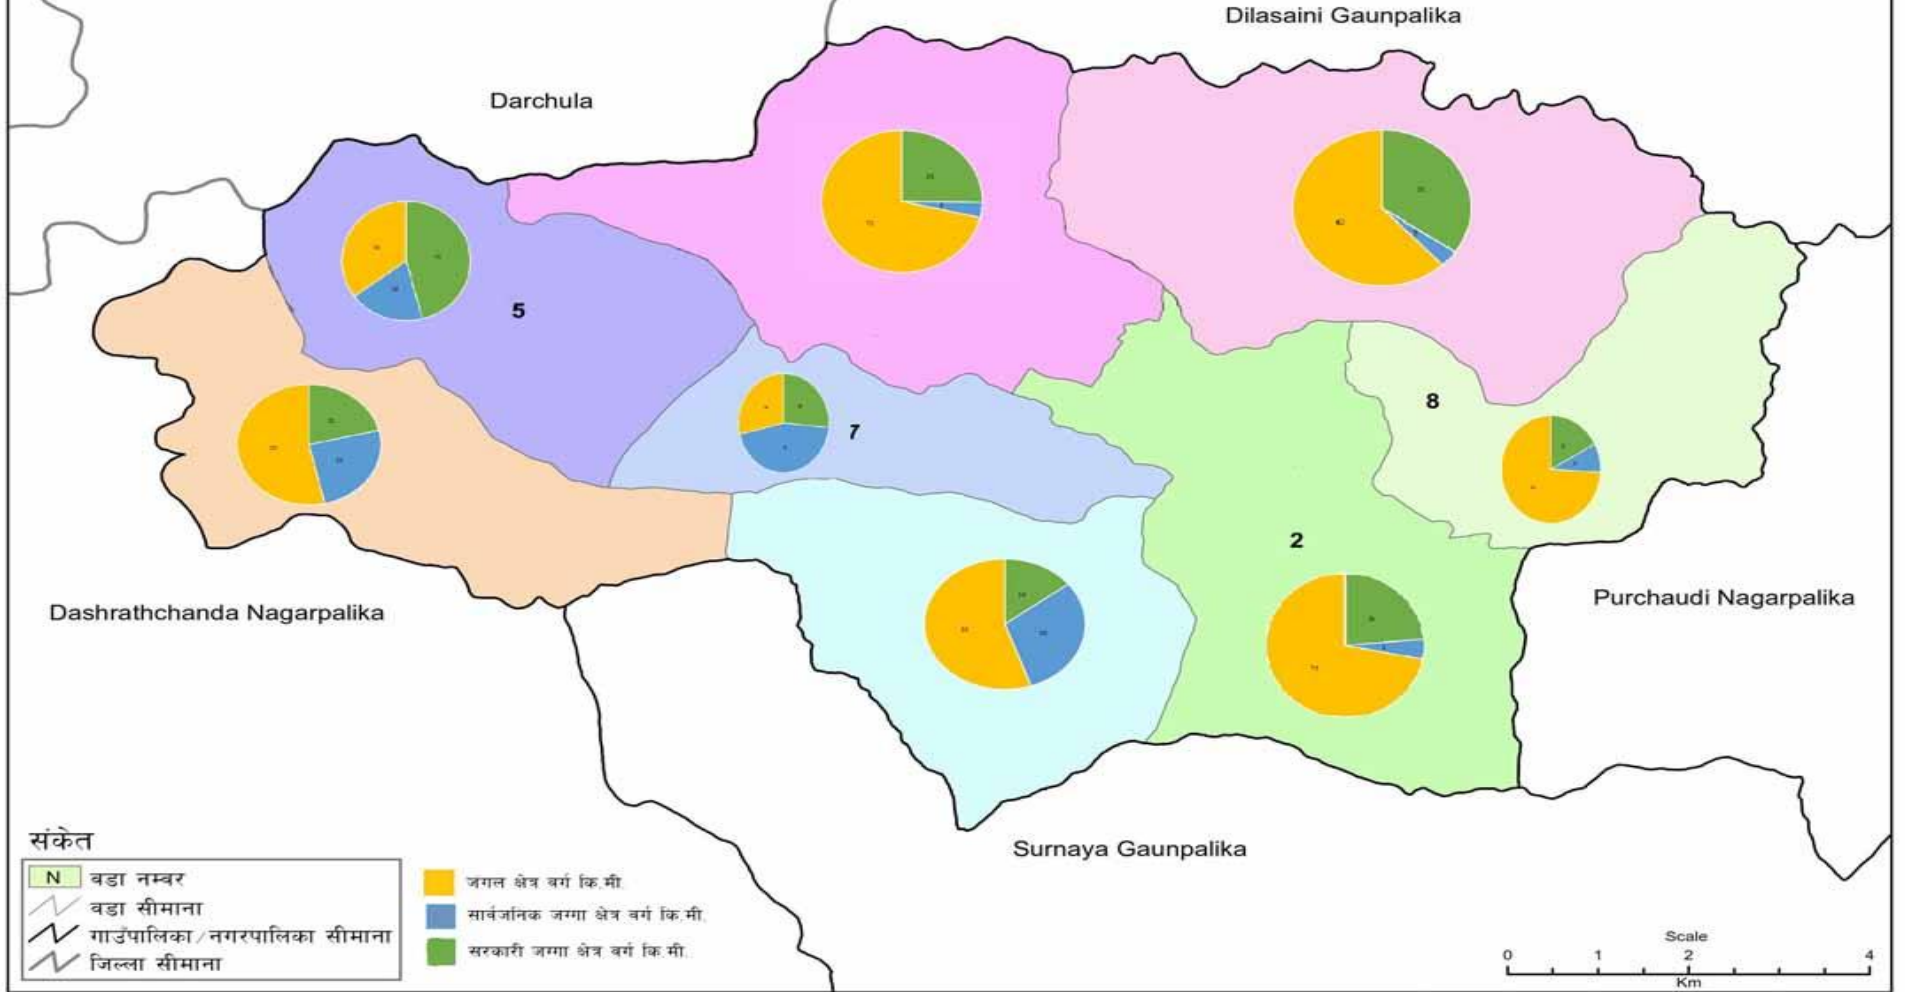 Dilasaini Gaunpalika
Darchula
5
7
8
2
Dashrathchanda Nagarpalika
Purchaudi Nagarpalika
Surnaya Gaunpalika
संकेत
N वडा नम्बर
वडा सीमाना
गाउँपालिका/नगरपालिका सीमाना
जिल्ला सीमाना
जंगल क्षेत्र वर्ग कि.मी.
सार्वजनिक जग्गा क्षेत्र वर्ग कि.मी.
सरकारी जग्गा क्षेत्र वर्ग कि.मी.
Scale
0 1 2 4
Km